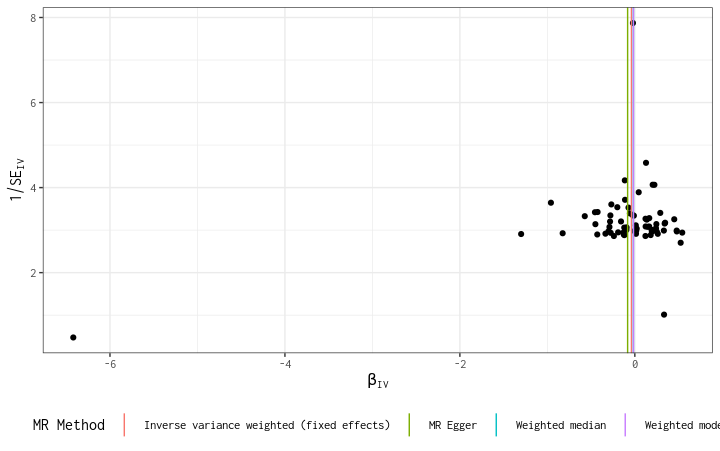 8
6
4
2
1/SE_IV
-6
-4
-2
0
β_IV
MR Method
Inverse variance weighted (fixed effects)
MR Egger
Weighted median
Weighted mode